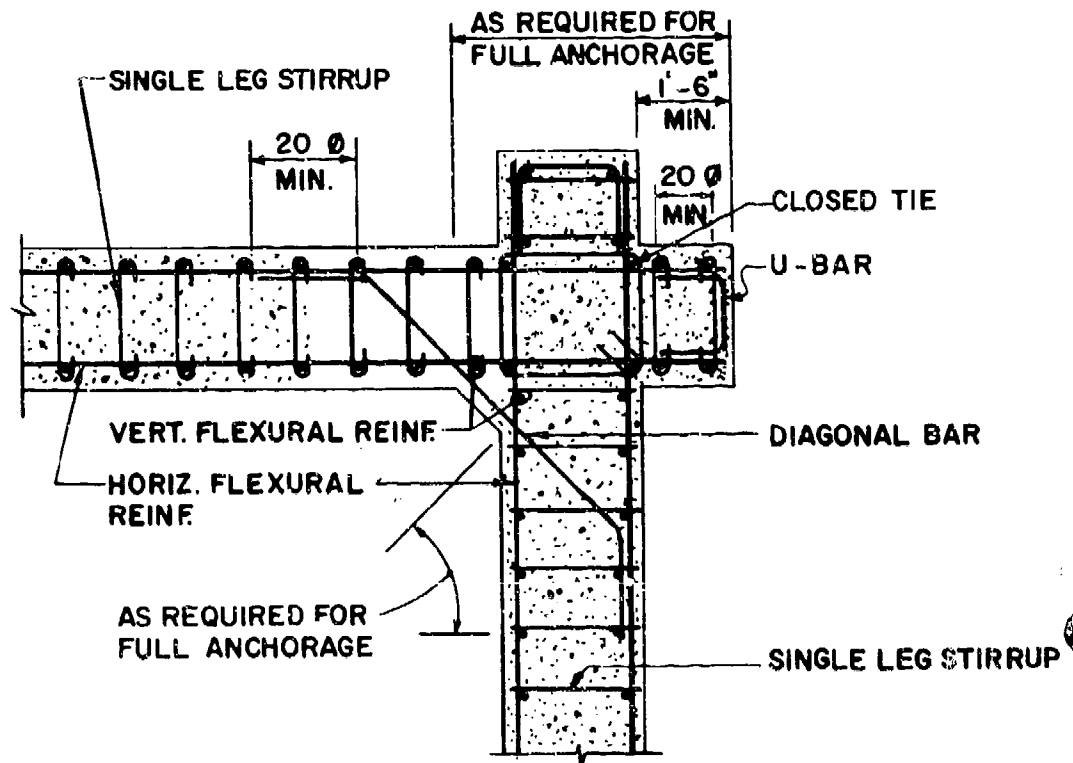 AS REQUIRED FOR
FULL ANCHORAGE
SINGLE LEG STIRRUP
1'-6"
MIN.
20 Ø
MIN.
20 Ø
MIN
CLOSED TIE
U-BAR
VERT. FLEXURAL REINF.
DIAGONAL BAR
HORIZ. FLEXURAL
REINF.
AS REQUIRED FOR
FULL ANCHORAGE
SINGLE LEG STIRRUP